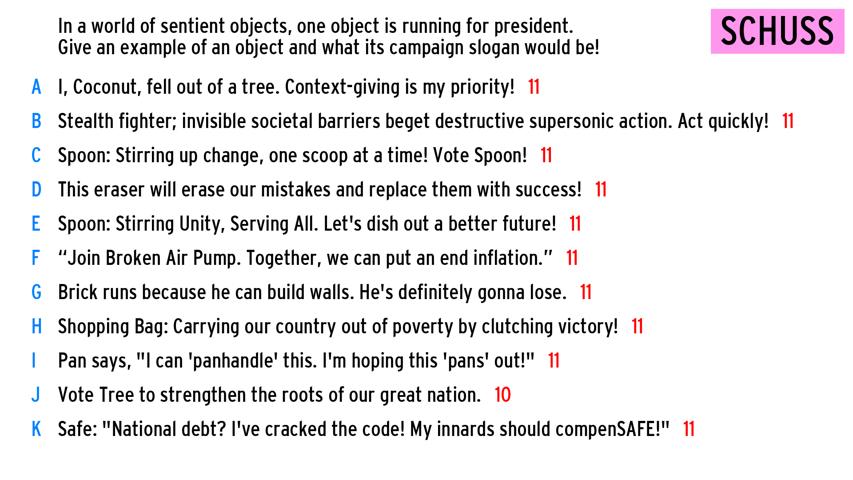 In a world of sentient objects, one object is running for president.
Give an example of an object and what its campaign slogan would be!
SCHUSS
A I, Coconut, fell out of a tree. Context-giving is my priority! 11
B Stealth fighter; invisible societal barriers beget destructive supersonic action. Act quickly! 11
C Spoon: Stirring up change, one scoop at a time! Vote Spoon! 11
D This eraser will erase our mistakes and replace them with success! 11
E Spoon: Stirring Unity, Serving All. Let's dish out a better future! 11
F “Join Broken Air Pump. Together, we can put an end inflation.” 11
G Brick runs because he can build walls. He's definitely gonna lose. 11
H Shopping Bag: Carrying our country out of poverty by clutching victory! 11
I Pan says, "I can 'panhandle' this. I'm hoping this 'pans' out!" 11
J Vote Tree to strengthen the roots of our great nation. 10
K Safe: "National debt? I've cracked the code! My innards should compenSAFE!" 11